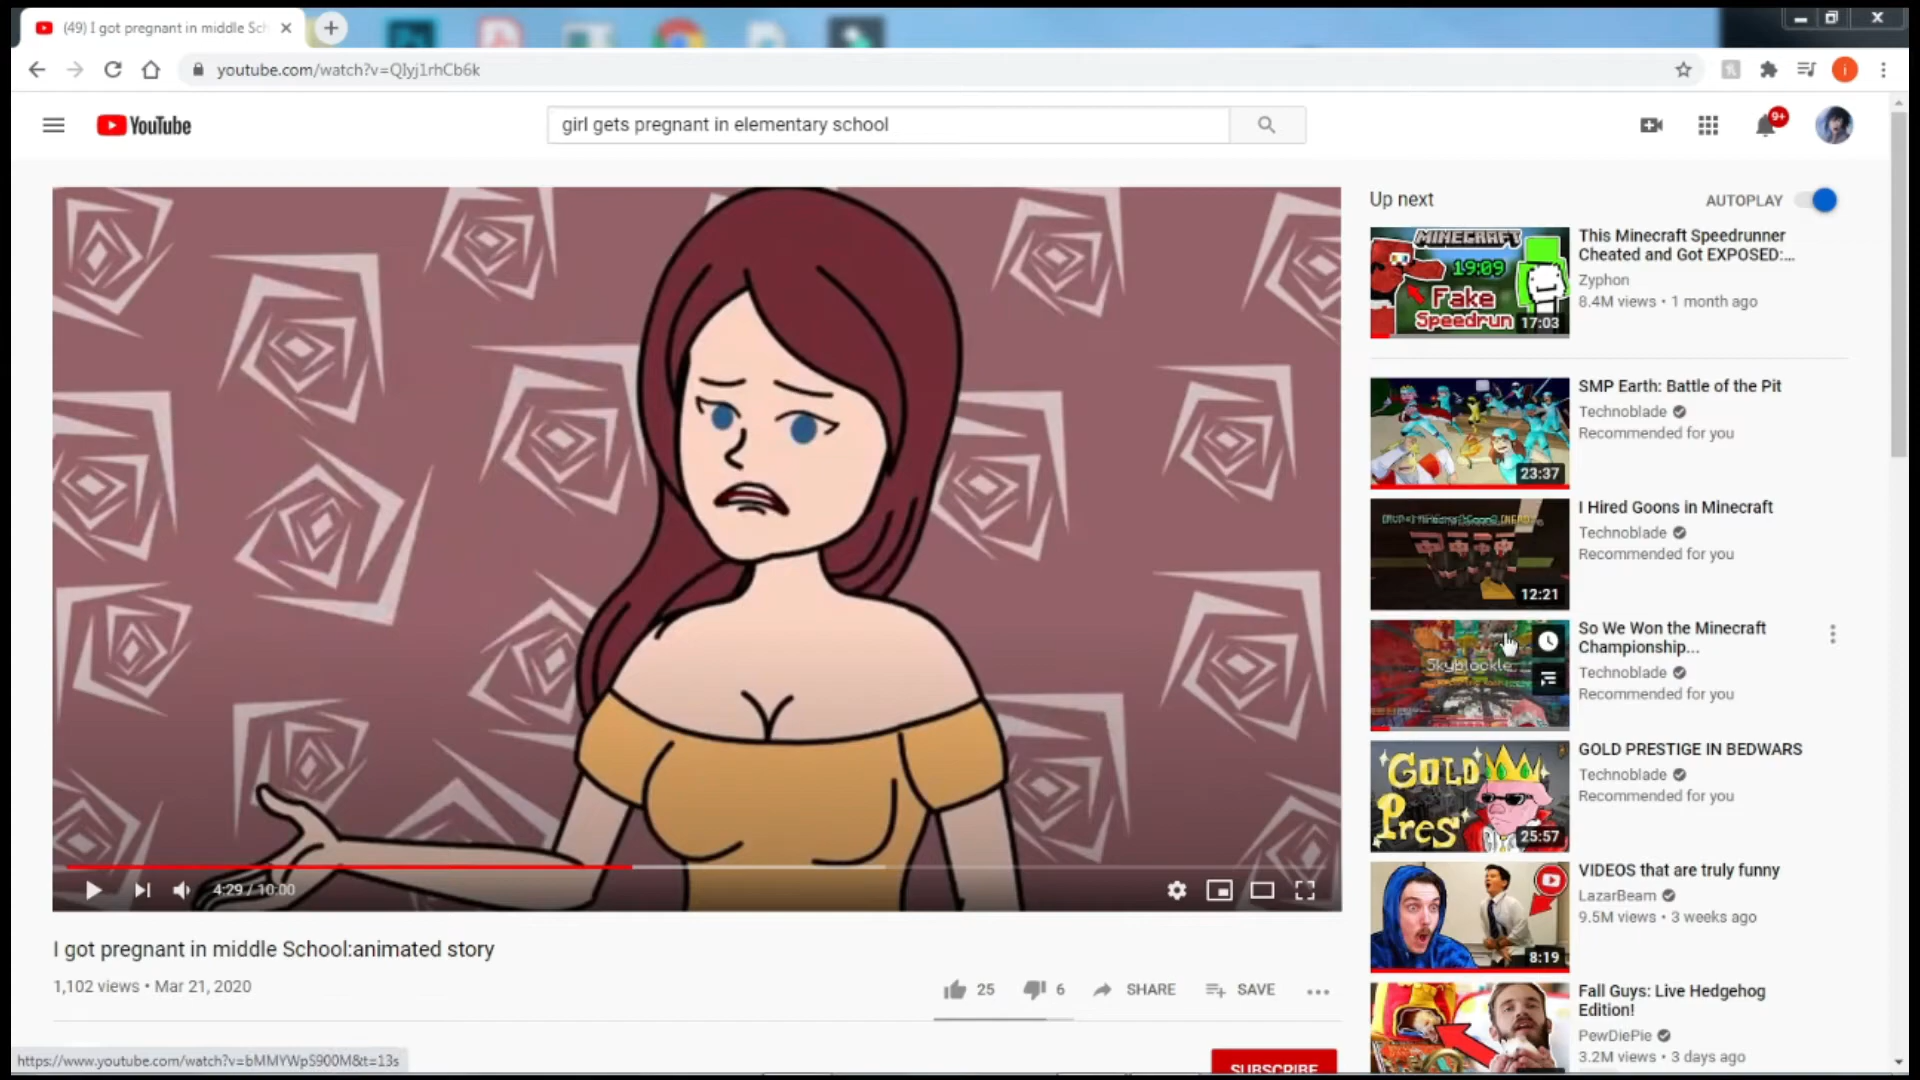 (49) I got pregnant in middle Sch
youtube.com/watch?v=QIyj1rhCb6k
YouTube
girl gets pregnant in elementary school
9+
Up next
AUTOPLAY
MINECRAFT
19:09
Fake
Speedrun
17:03
This Minecraft Speedrunner
Cheated and Got EXPOSED:...
Zyphon
8.4M views • 1 month ago
23:37
SMP Earth: Battle of the Pit
Technoblade
Recommended for you
12:21
I Hired Goons in Minecraft
Technoblade
Recommended for you
Skyblockle
So We Won the Minecraft
Championship...
Technoblade
Recommended for you
GOLD
Pres
25:57
GOLD PRESTIGE IN BEDWARS
Technoblade
Recommended for you
8:19
VIDEOS that are truly funny
LazarBeam
9.5M views • 3 weeks ago
Fall Guys: Live Hedgehog
Edition!
PewDiePie
3.2M views • 3 days ago
4:29 / 10:00
I got pregnant in middle School:animated story
1,102 views • Mar 21, 2020
25
6
SHARE
SAVE
SUBSCRIBE
https://www.youtube.com/watch?v=bMMYWpS900M&t=13s